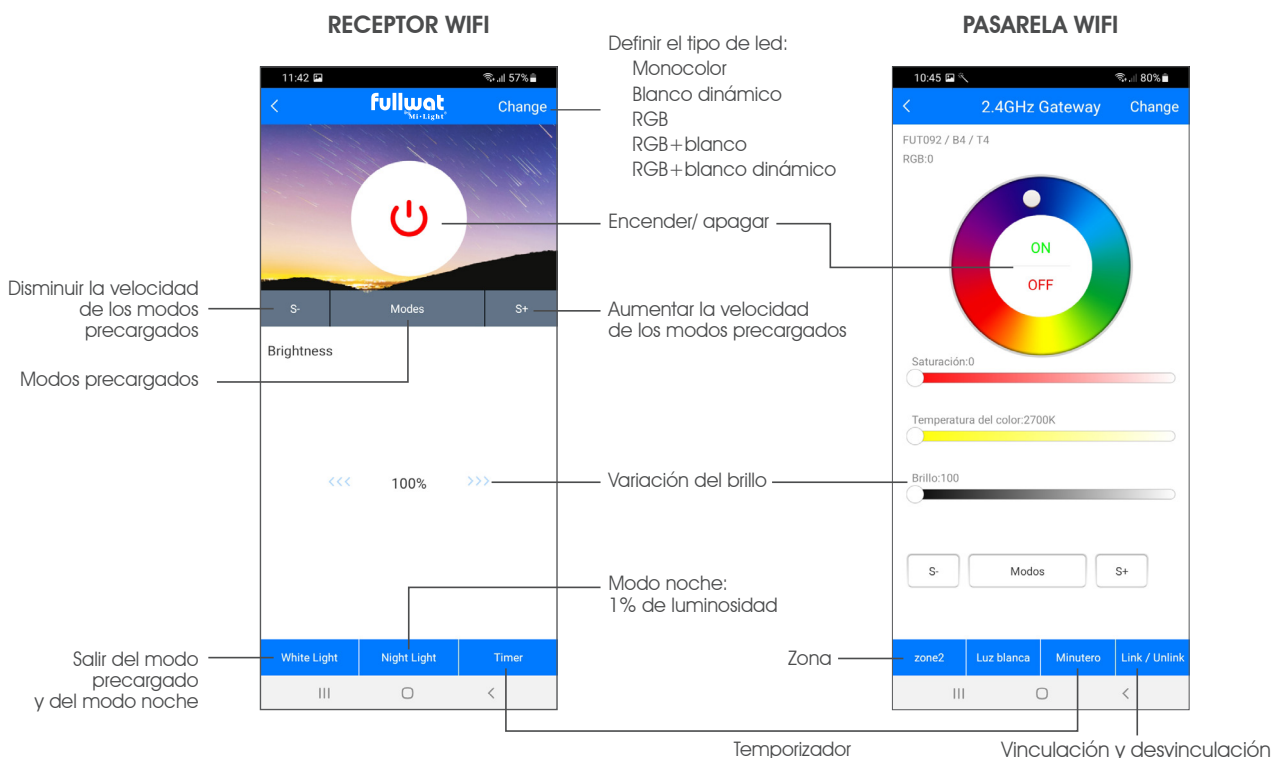 RECEPTOR WIFI
PASARELA WIFI
Definir el tipo de led:
Monocolor
Blanco dinámico
RGB
RGB+blanco
RGB+blanco dinámico
11:42
57%
fullwat
Mi•Light
Change
10:45
80%
2.4GHz Gateway
Change
FUT092 / B4 / T4
RGB:0
Encender/ apagar
ON
OFF
Disminuir la velocidad
de los modos
precargados
S-
Modes
S+
Aumentar la velocidad
de los modos precargados
Brightness
Modos precargados
Saturación:0
Temperatura del color:2700K
<<<
100%
>>>
Variación del brillo
Brillo:100
S-
Modos
S+
Modo noche:
1% de luminosidad
Salir del modo
precargado
y del modo noche
White Light
Night Light
Timer
Zona
zone2
Luz blanca
Minutero
Link / Unlink
Temporizador
Vinculación y desvinculación